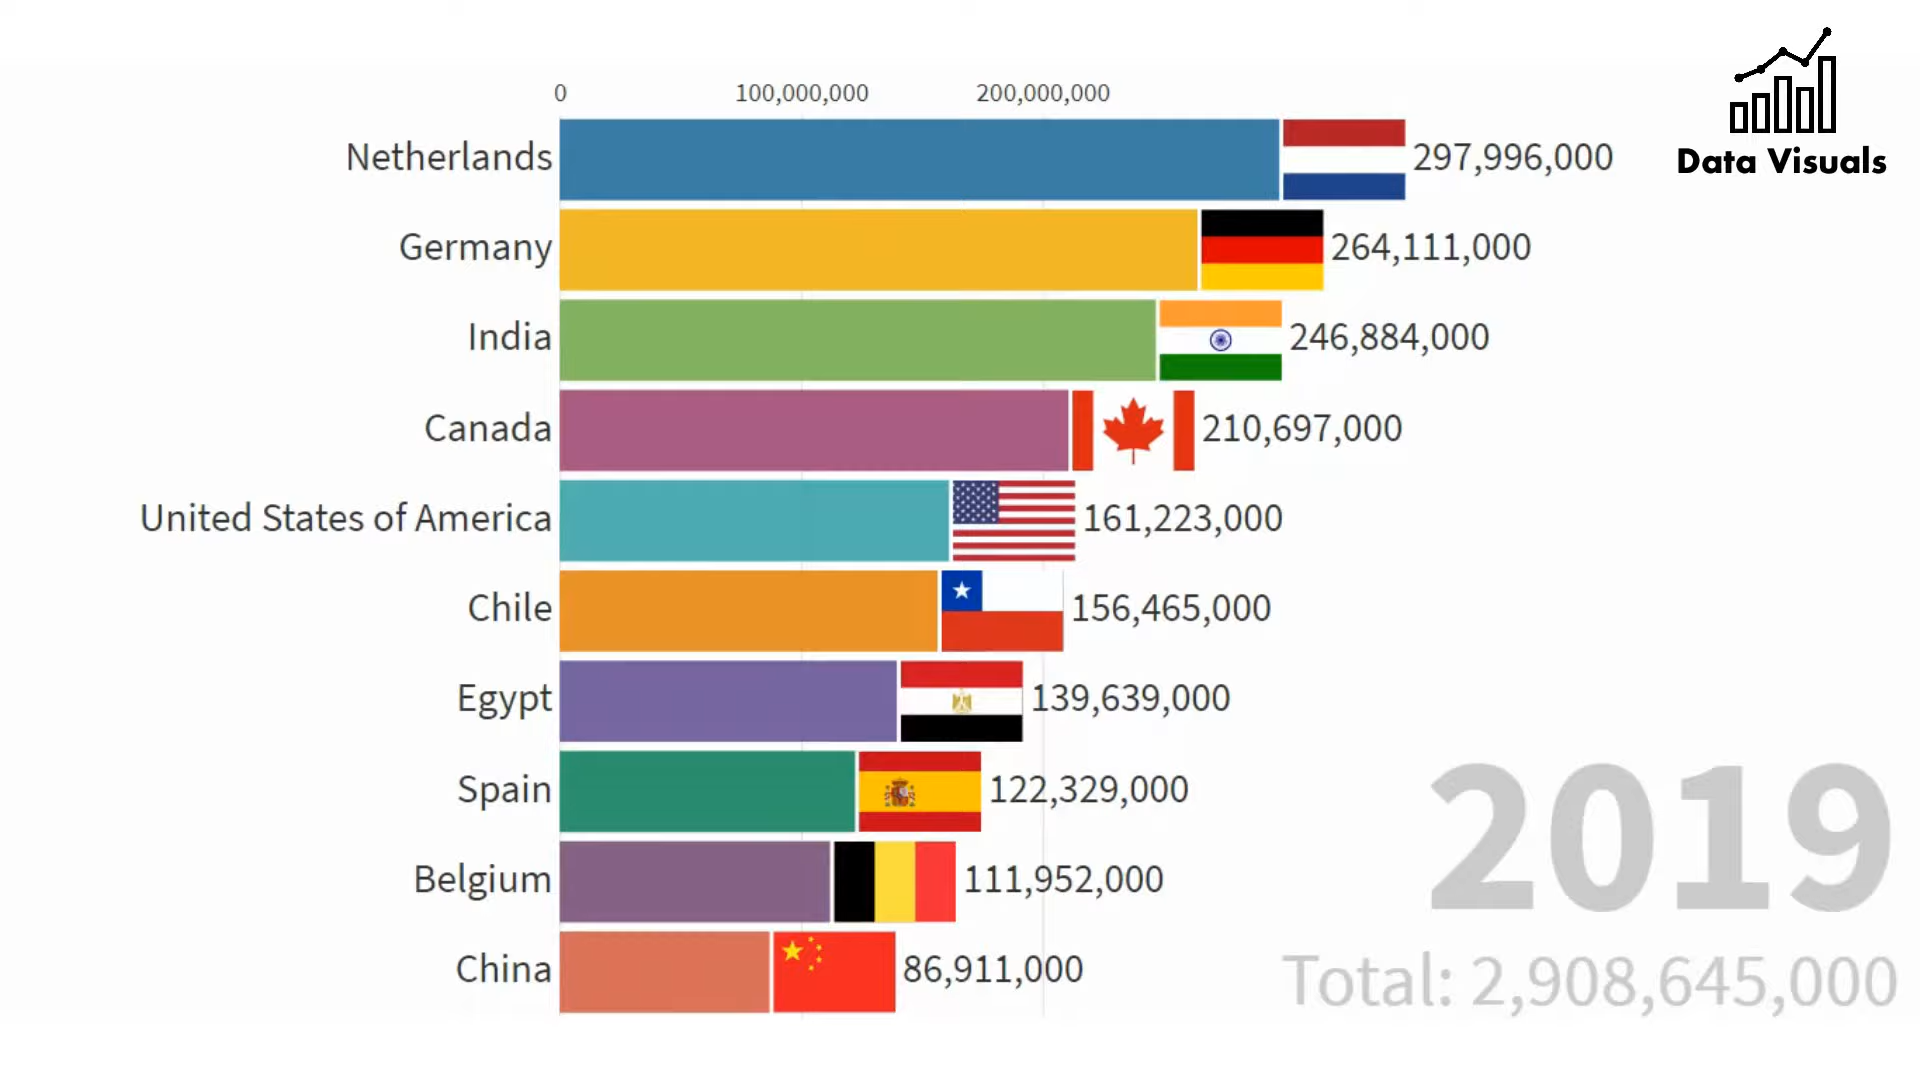 0 100,000,000 200,000,000
Data Visuals
Netherlands 297,996,000
Germany 264,111,000
India 246,884,000
Canada 210,697,000
United States of America 161,223,000
Chile 156,465,000
Egypt 139,639,000
Spain 122,329,000
Belgium 111,952,000
China 86,911,000
2019
Total: 2,908,645,000